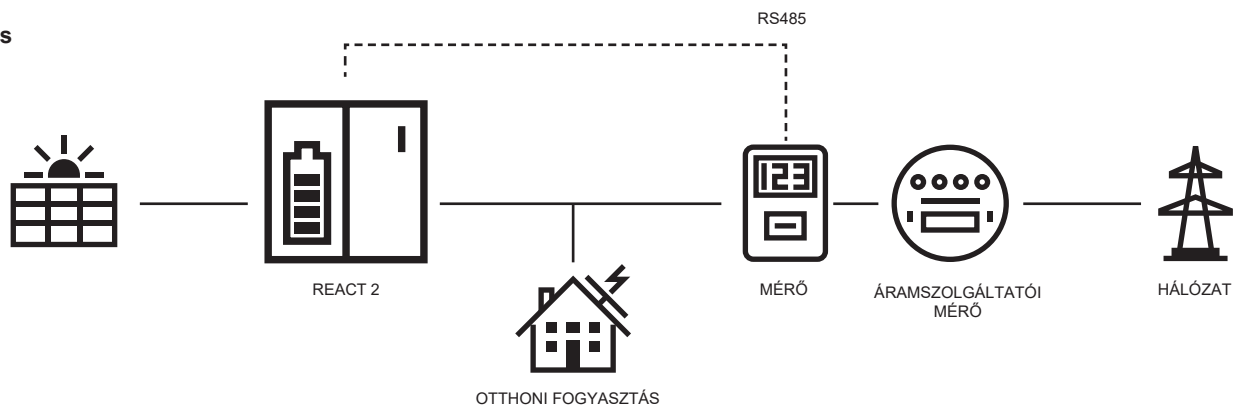 RS485
s
123
REACT 2
MÉRŐ
ÁRAMSZOLGÁLTATÓI
MÉRŐ
HÁLÓZAT
OTTHONI FOGYASZTÁS